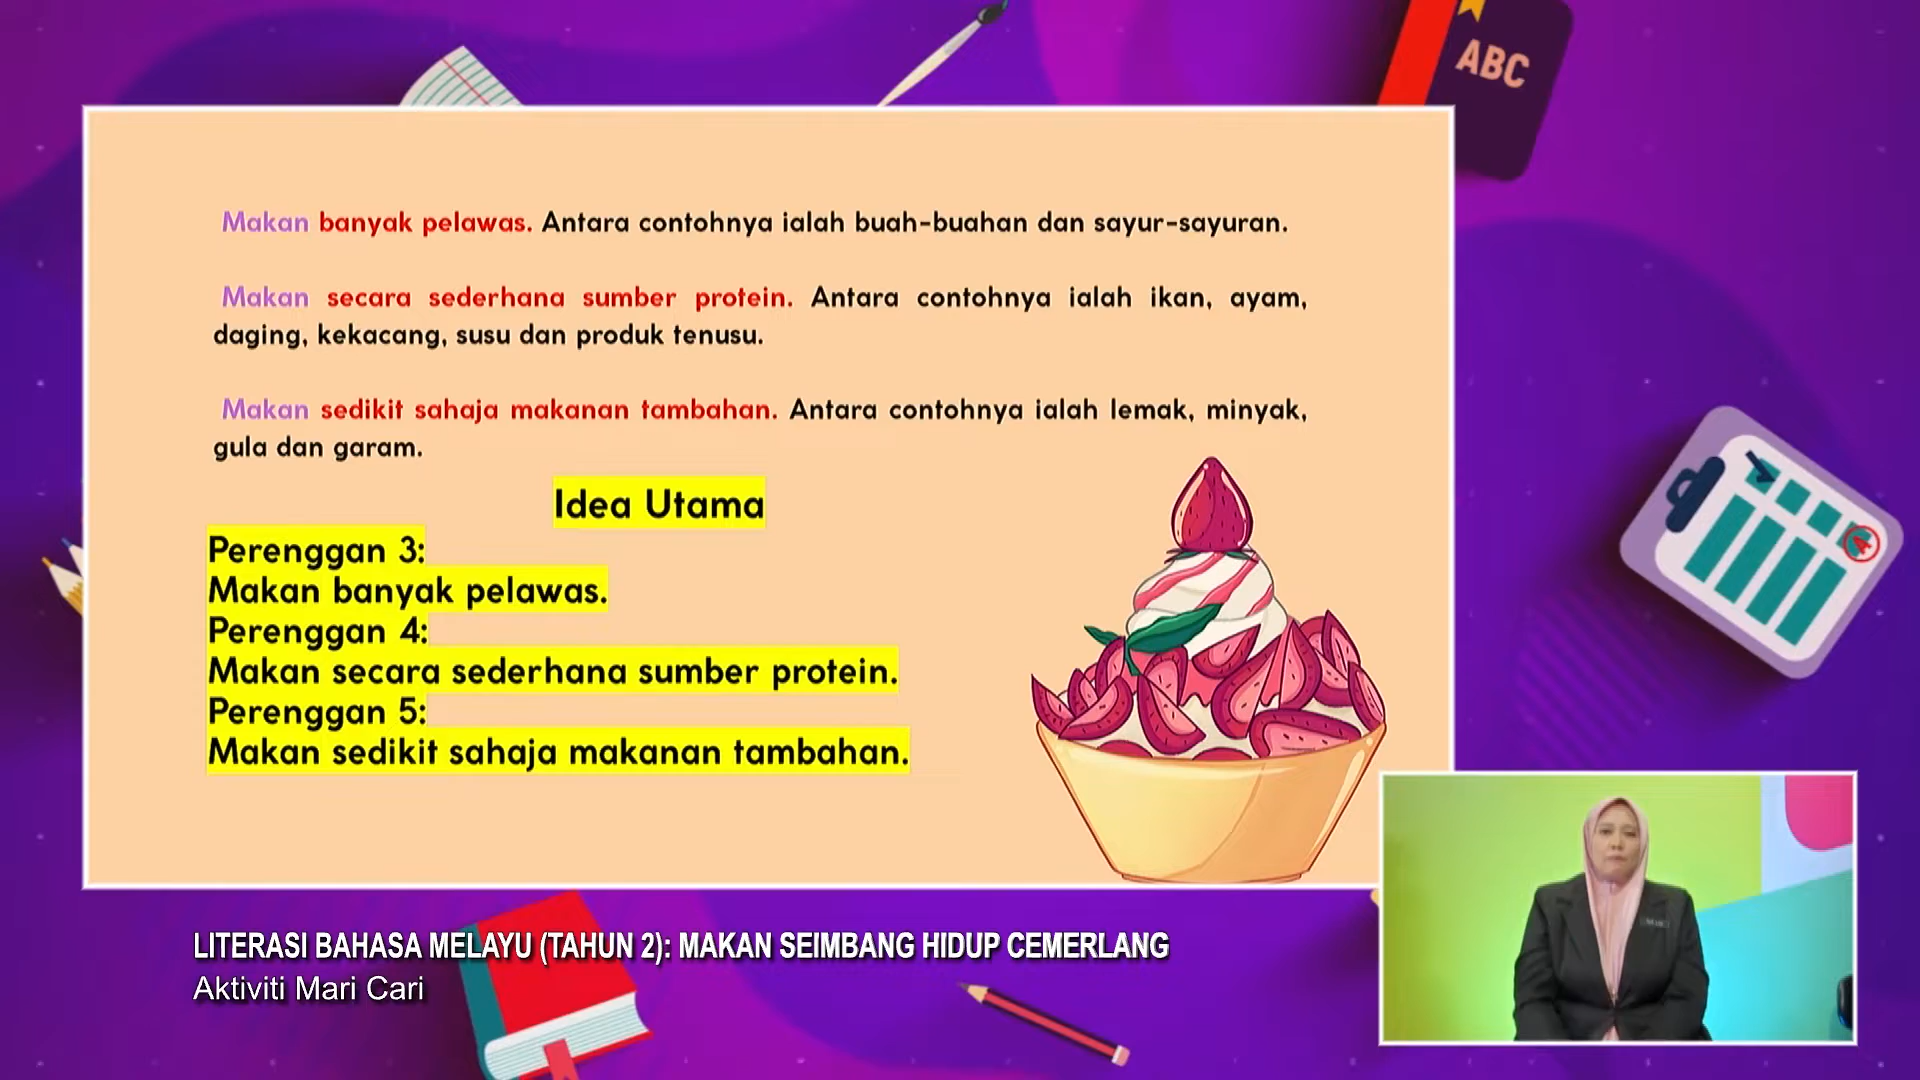 ABC
Makan banyak pelawas. Antara contohnya ialah buah-buahan dan sayur-sayuran.
Makan secara sederhana sumber protein. Antara contohnya ialah ikan, ayam,
daging, kekacang, susu dan produk tenusu.
Makan sedikit sahaja makanan tambahan. Antara contohnya ialah lemak, minyak,
gula dan garam.
Idea Utama
Perenggan 3:
Makan banyak pelawas.
Perenggan 4:
Makan secara sederhana sumber protein.
Perenggan 5:
Makan sedikit sahaja makanan tambahan.
A
LITERASI BAHASA MELAYU (TAHUN 2): MAKAN SEIMBANG HIDUP CEMERLANG
Aktiviti Mari Cari